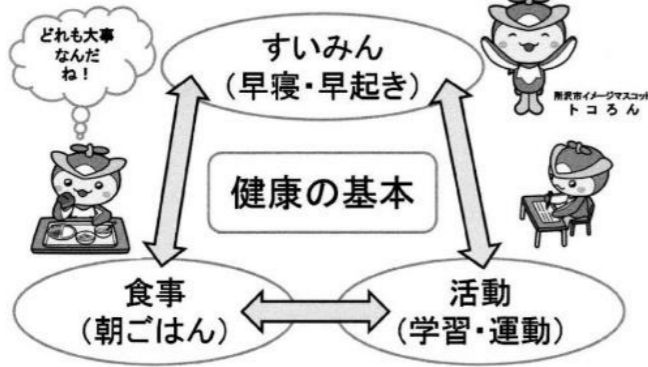 どれも大事
なんだ
ね！
すいみん
（早寝・早起き）
所沢市イメージマスコット
トコろん
健康の基本
食事
（朝ごはん）
活動
（学習・運動）